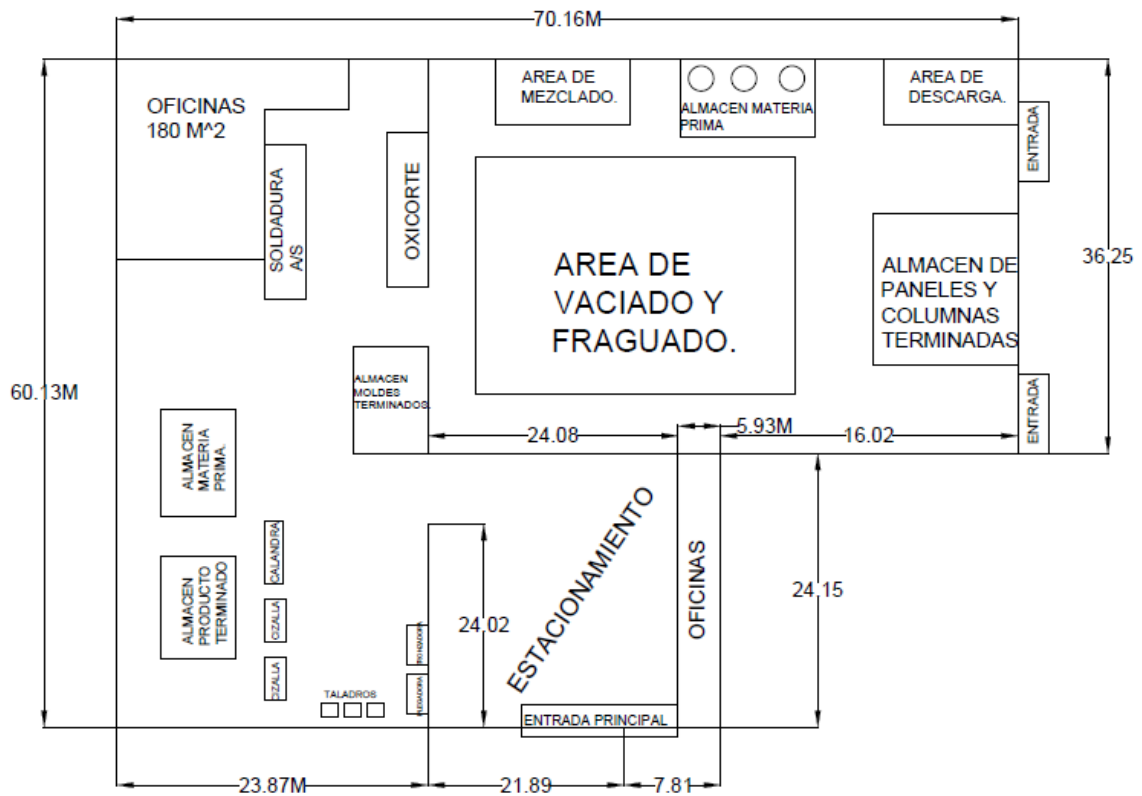 70.16M
OFICINAS
180 M^2
AREA DE
MEZCLADO.
ALMACEN MATERIA
PRIMA
AREA DE
DESCARGA.
ENTRADA
SOLDADURA
A/S
OXICORTE
AREA DE
VACIADO Y
FRAGUADO.
ALMACEN DE
PANELES Y
COLUMNAS
TERMINADAS
36.25
60.13M
ALMACEN
MOLDES
TERMINADOS.
ENTRADA
24.08
5.93M
16.02
ALMACEN
MATERIA
PRIMA.
CALANDRA
ESTACIONAMIENTO
OFICINAS
24.15
ALMACEN
PRODUCTO
TERMINADO
CIZALLA
CIZALLA
24.02
PLEGADORA
TALADROS
ENTRADA PRINCIPAL
23.87M
21.89
7.81